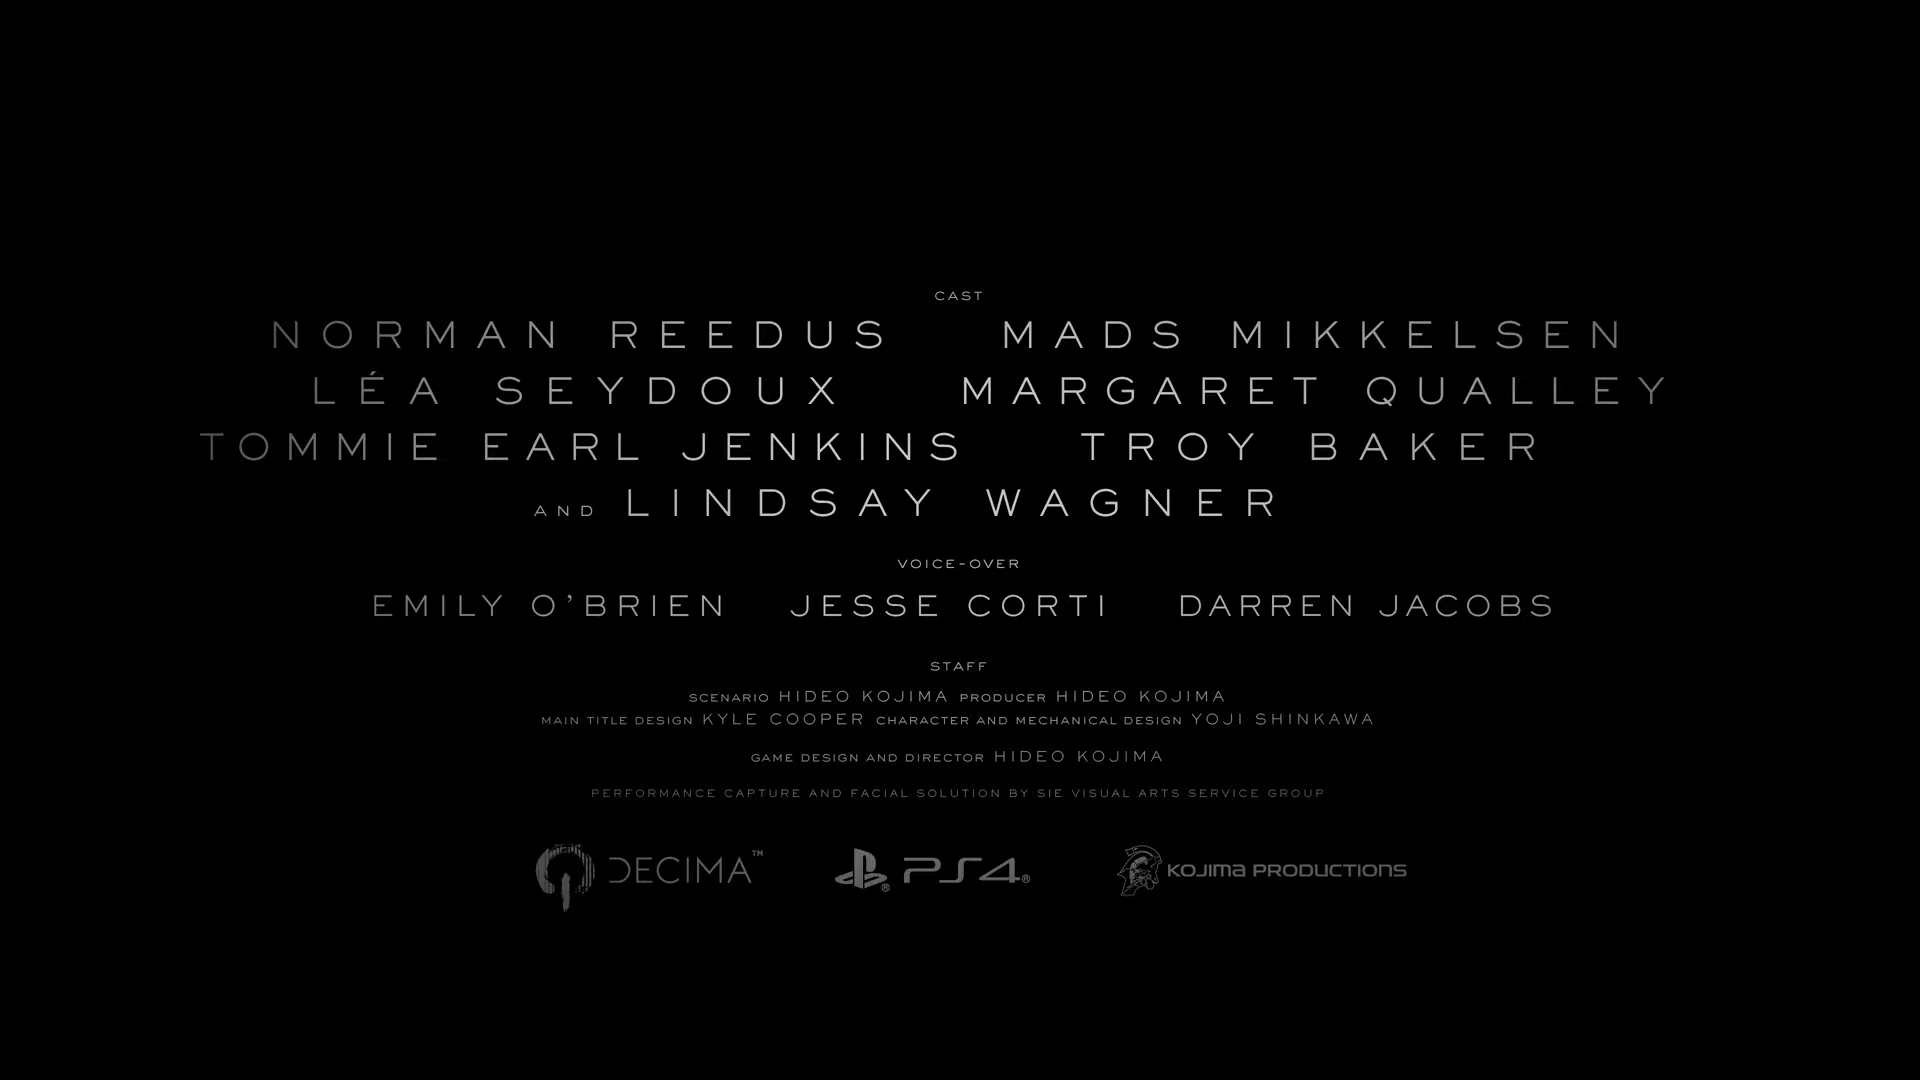 CAST
NORMAN REEDUS MADS MIKKELSEN
LÉA SEYDOUX MARGARET QUALLEY
TOMMIE EARL JENKINS TROY BAKER
AND LINDSAY WAGNER
VOICE-OVER
EMILY O’BRIEN JESSE CORTI DARREN JACOBS
STAFF
SCENARIO HIDEO KOJIMA PRODUCER HIDEO KOJIMA
MAIN TITLE DESIGN KYLE COOPER CHARACTER AND MECHANICAL DESIGN YOJI SHINKAWA
GAME DESIGN AND DIRECTOR HIDEO KOJIMA
PERFORMANCE CAPTURE AND FACIAL SOLUTION BY SIE VISUAL ARTS SERVICE GROUP
DECIMA™ ® PS4® KOJIMA PRODUCTIONS